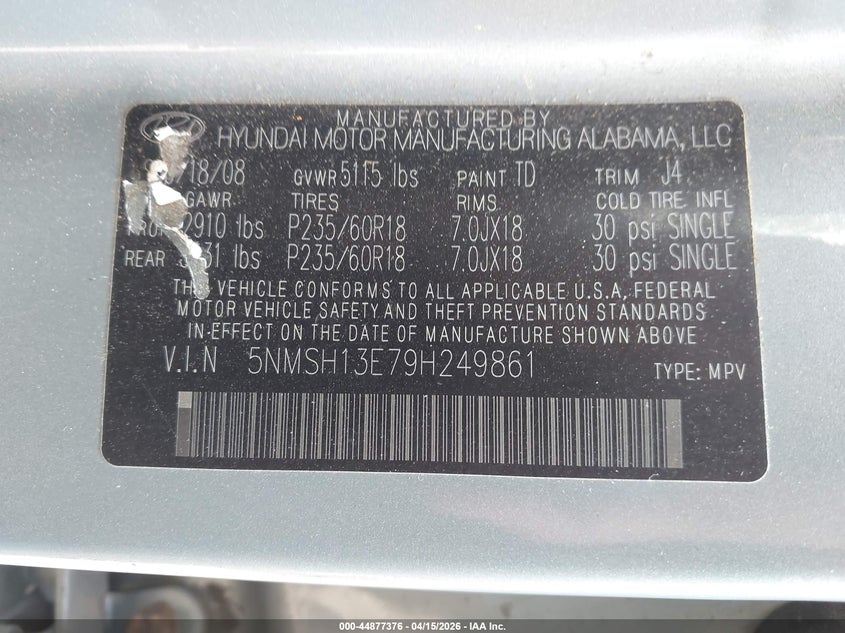 MANUFACTURED BY
HYUNDAI MOTOR MANUFACTURING ALABAMA, LLC
18/08 GVWR 5115 lbs PAINT TD TRIM J4
GAWR TIRES RIMS COLD TIRE INFL
2910 lbs P235/60R18 7.0JX18 30 psi SINGLE
REAR 31 lbs P235/60R18 7.0JX18 30 psi SINGLE
VEHICLE CONFORMS TO ALL APPLICABLE U.S.A, FEDERAL
MOTOR VEHICLE SAFETY AND THEFT PREVENTION STANDARDS
IN-EFFECT ON THE DATE OF MANUFACTURE SHOWN ABOVE
V.I.N 5NMSH13E79H249861 TYPE: MPV
000-44877376 04/15/2026 IAA Inc.